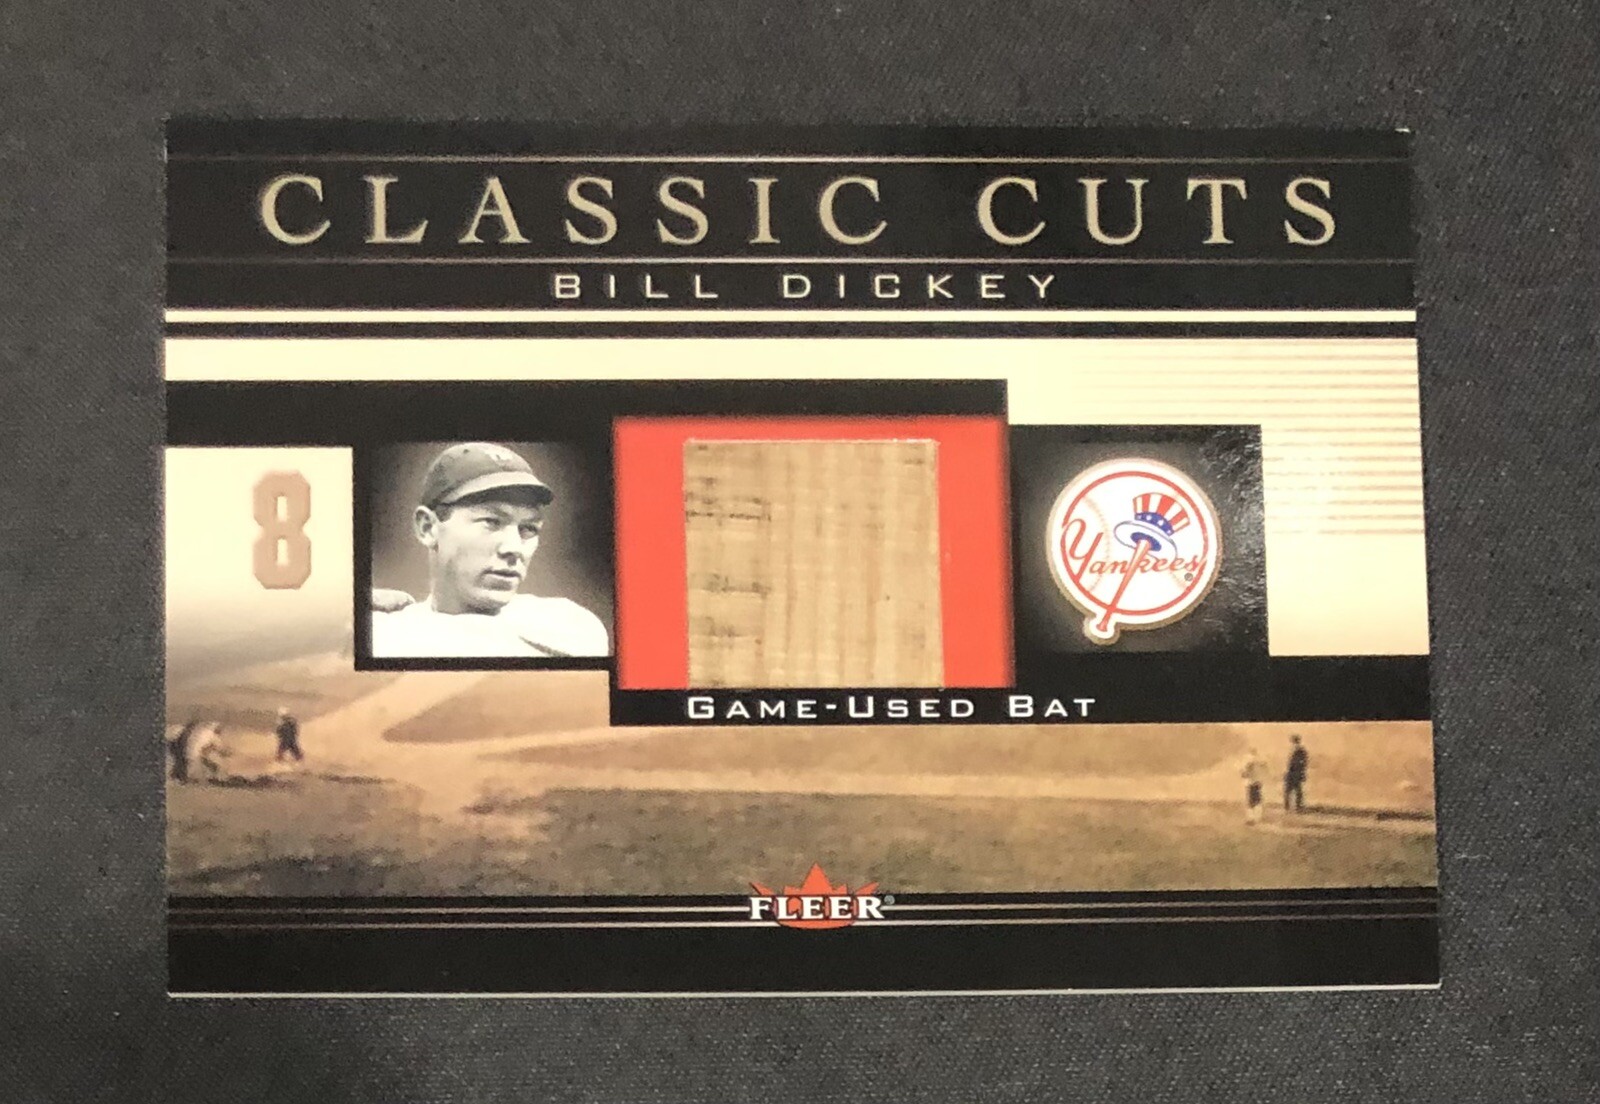 CLASSIC CUTS
BILL DICKEY
8
Yankees®
GAME-USED BAT
FLEER®